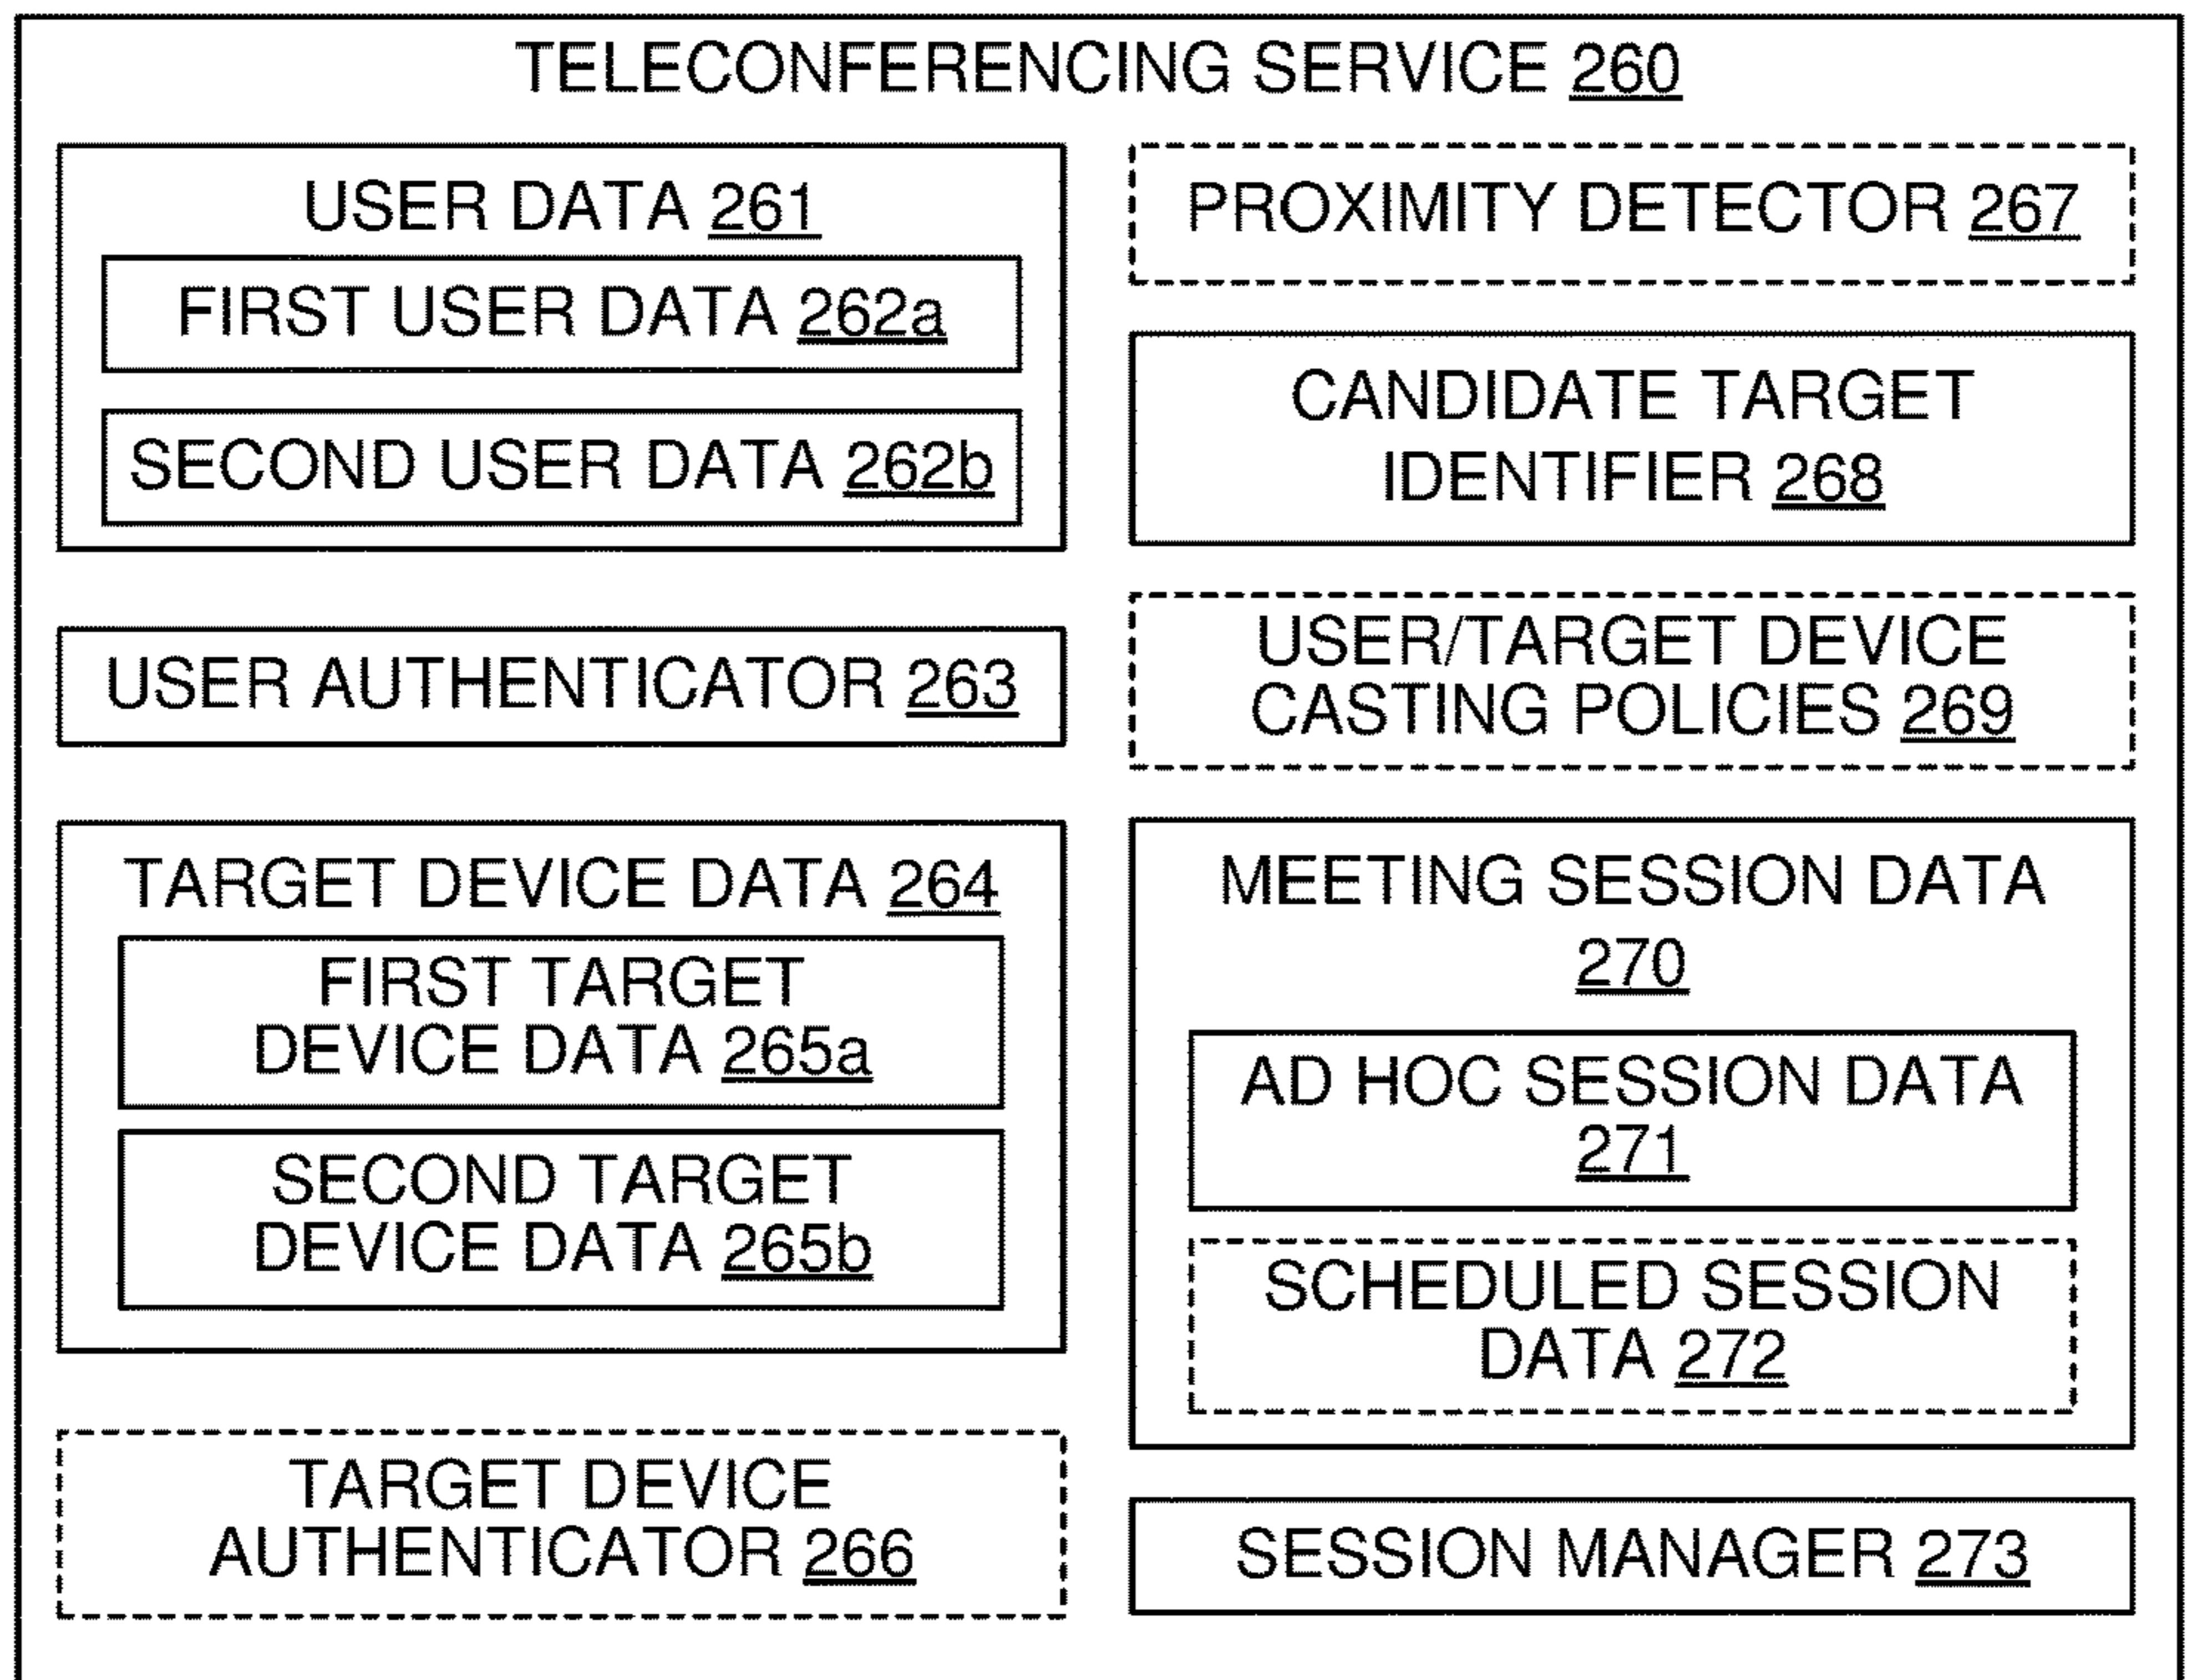 TELECONFERENCING SERVICE 260
USER DATA 261
FIRST USER DATA 262a
SECOND USER DATA 262b
USER AUTHENTICATOR 263
TARGET DEVICE DATA 264
FIRST TARGET
DEVICE DATA 265a
SECOND TARGET
DEVICE DATA 265b
TARGET DEVICE
AUTHENTICATOR 266
PROXIMITY DETECTOR 267
CANDIDATE TARGET
IDENTIFIER 268
USER/TARGET DEVICE
CASTING POLICIES 269
MEETING SESSION DATA
270
AD HOC SESSION DATA
271
SCHEDULED SESSION
DATA 272
SESSION MANAGER 273